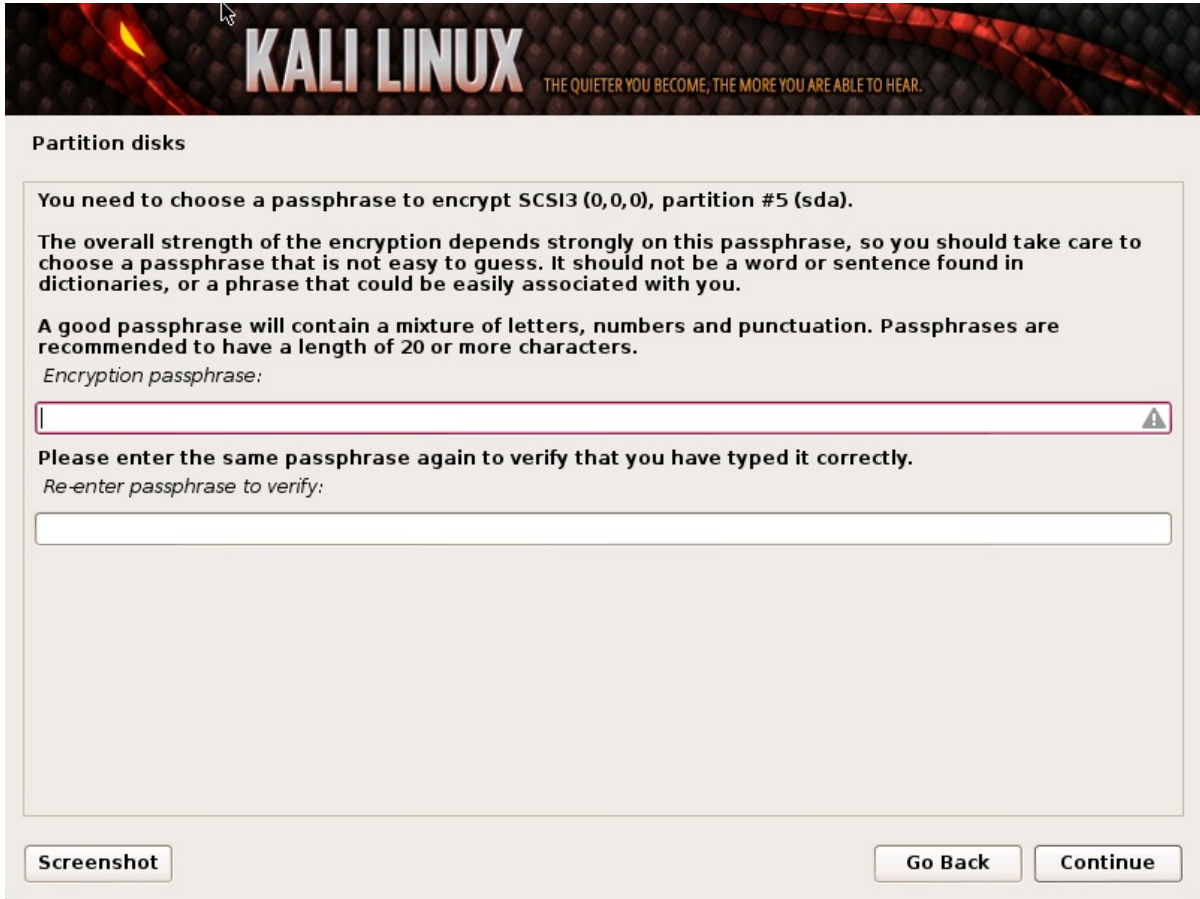 KALI LINUX THE QUIETER YOU BECOME, THE MORE YOU ARE ABLE TO HEAR.
Partition disks
You need to choose a passphrase to encrypt SCSI3 (0,0,0), partition #5 (sda).
The overall strength of the encryption depends strongly on this passphrase, so you should take care to
choose a passphrase that is not easy to guess. It should not be a word or sentence found in
dictionaries, or a phrase that could be easily associated with you.
A good passphrase will contain a mixture of letters, numbers and punctuation. Passphrases are
recommended to have a length of 20 or more characters.
Encryption passphrase:
Please enter the same passphrase again to verify that you have typed it correctly.
Re-enter passphrase to verify:
Screenshot Go Back Continue